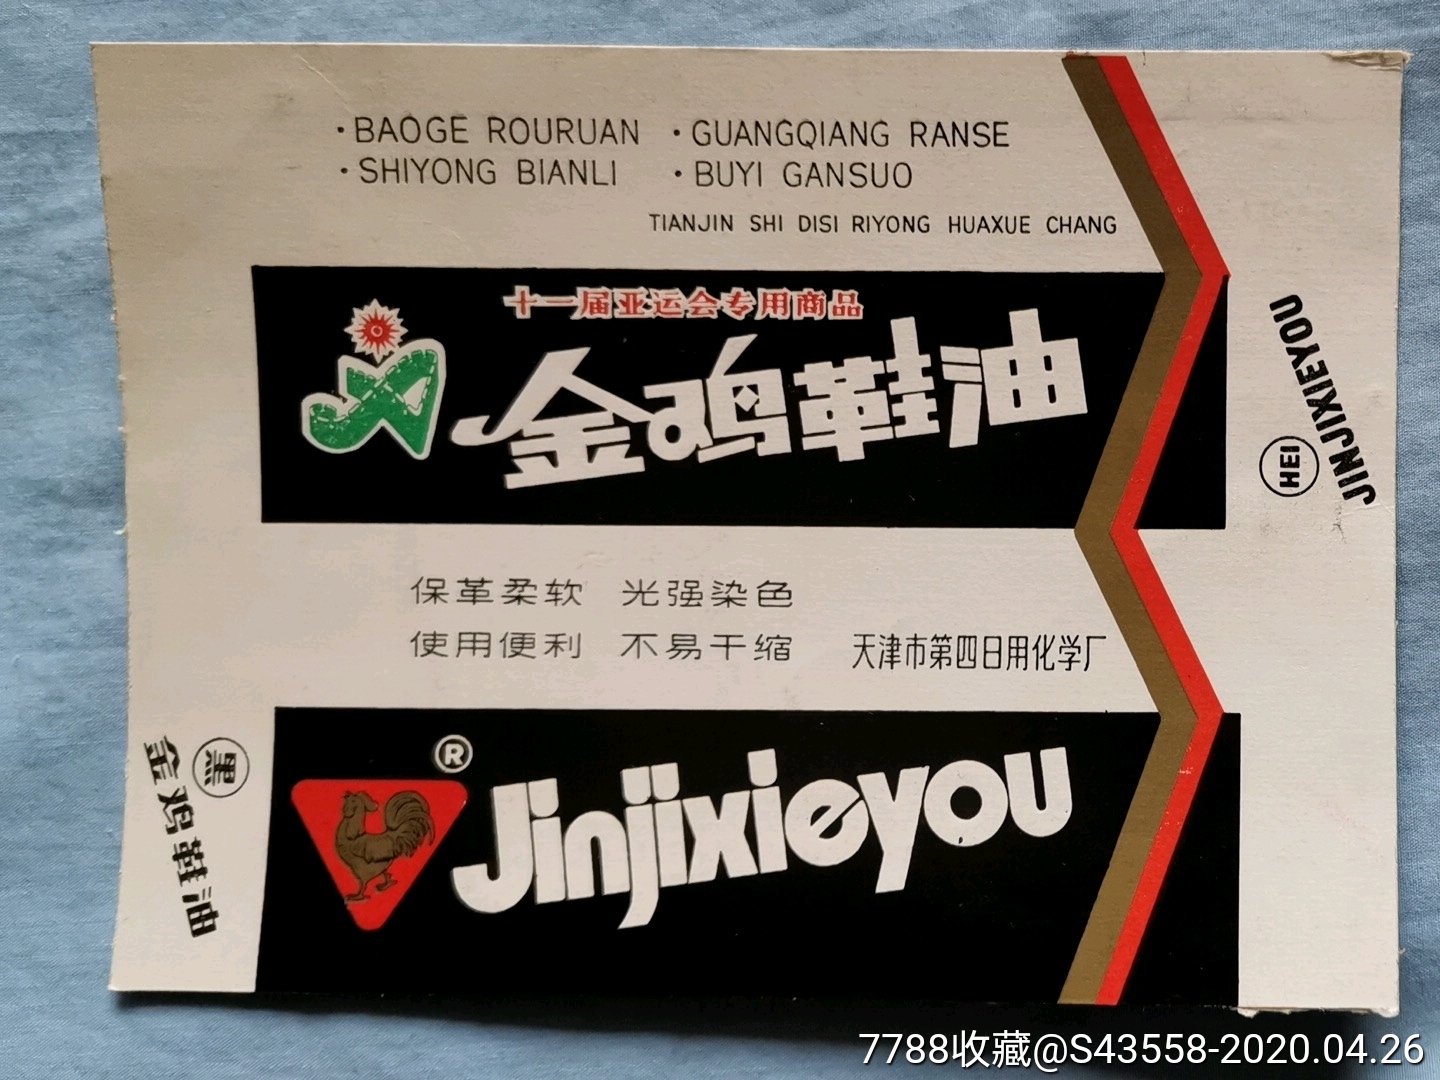 ·BAOGE ROURUAN ·GUANGQIANG RANSE
·SHIYONG BIANLI ·BUYI GANSUO
TIANJIN SHI DISI RIYONG HUAXUE CHANG
十一届亚运会专用商品
金鸡鞋油
JINJIXIEYOU
HEI
保革柔软 光强染色
使用便利 不易干缩 天津市第四日用化学厂
黑
金鸡鞋油
®
Jinjixieyou
7788收藏@S43558-2020.04.26